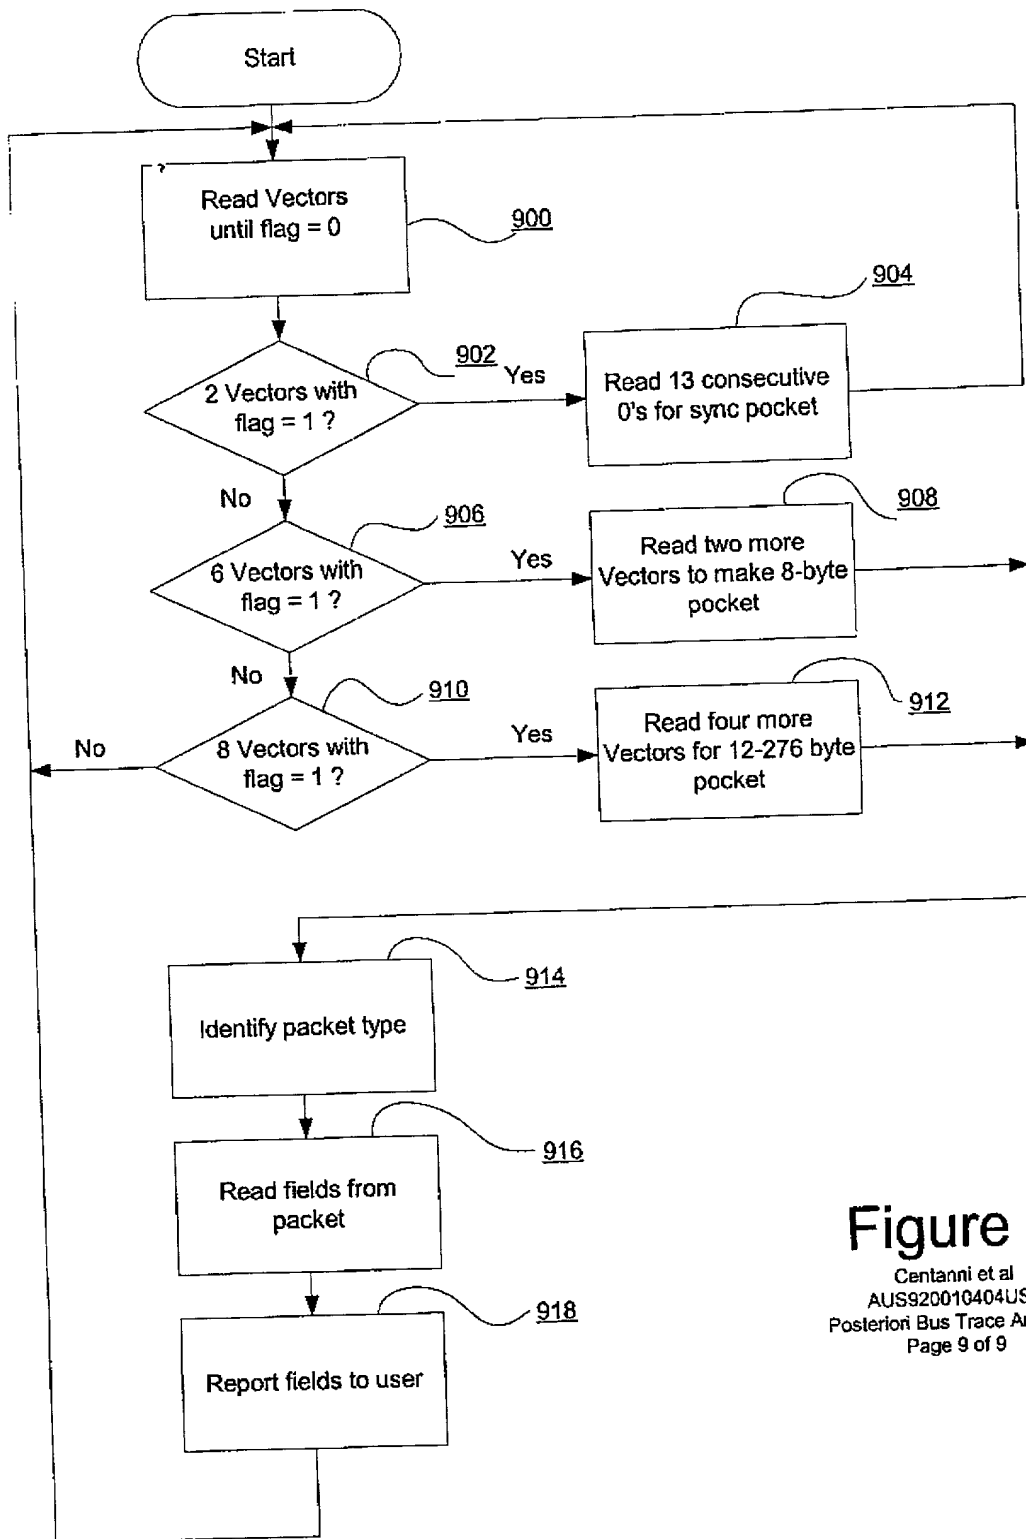 Start
Read Vectors
until flag = 0
900
904
902
2 Vectors with
flag = 1 ?
Yes
Read 13 consecutive
0's for sync pocket
No
906
908
6 Vectors with
flag = 1 ?
Yes
Read two more
Vectors to make 8-byte
pocket
No
910
912
No
8 Vectors with
flag = 1 ?
Yes
Read four more
Vectors for 12-276 byte
pocket
914
Identify packet type
916
Read fields from
packet
918
Report fields to user
Figure
Centanni et al
AUS920010404US
Posteriori Bus Trace
Page 9 of 9